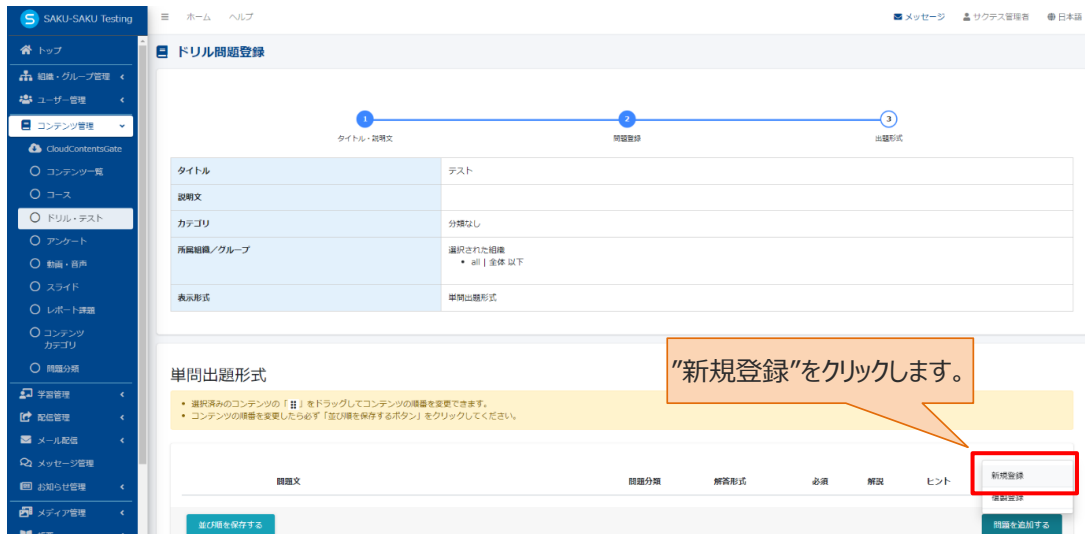 SAKU-SAKU Testing
ホーム ヘルプ
メッセージ サクテス管理者 日本語
トップ
組織・グループ管理
ユーザー管理
コンテンツ管理
CloudContentsGate
コンテンツ一覧
コース
ドリル・テスト
アンケート
動画・音声
スライド
レポート課題
コンテンツ
カテゴリ
問題分類
学習管理
配信管理
メール配信
メッセージ管理
お知らせ管理
メディア管理
ドリル問題登録
1 2 3
タイトル・説明文 問題登録 出題形式
タイトル テスト
説明文
カテゴリ 分類なし
所属組織/グループ 選択された組織
• all | 全体 以下
表示形式 単問出題形式
単問出題形式
"新規登録"をクリックします。
• 選択済みのコンテンツの「⠿」をドラッグしてコンテンツの順番を変更できます。
• コンテンツの順番を変更したら必ず「並び順を保存するボタン」をクリックしてください。
問題文 問題分類 解答形式 必須 解説 ヒント
新規登録
複製登録
並び順を保存する 問題を追加する